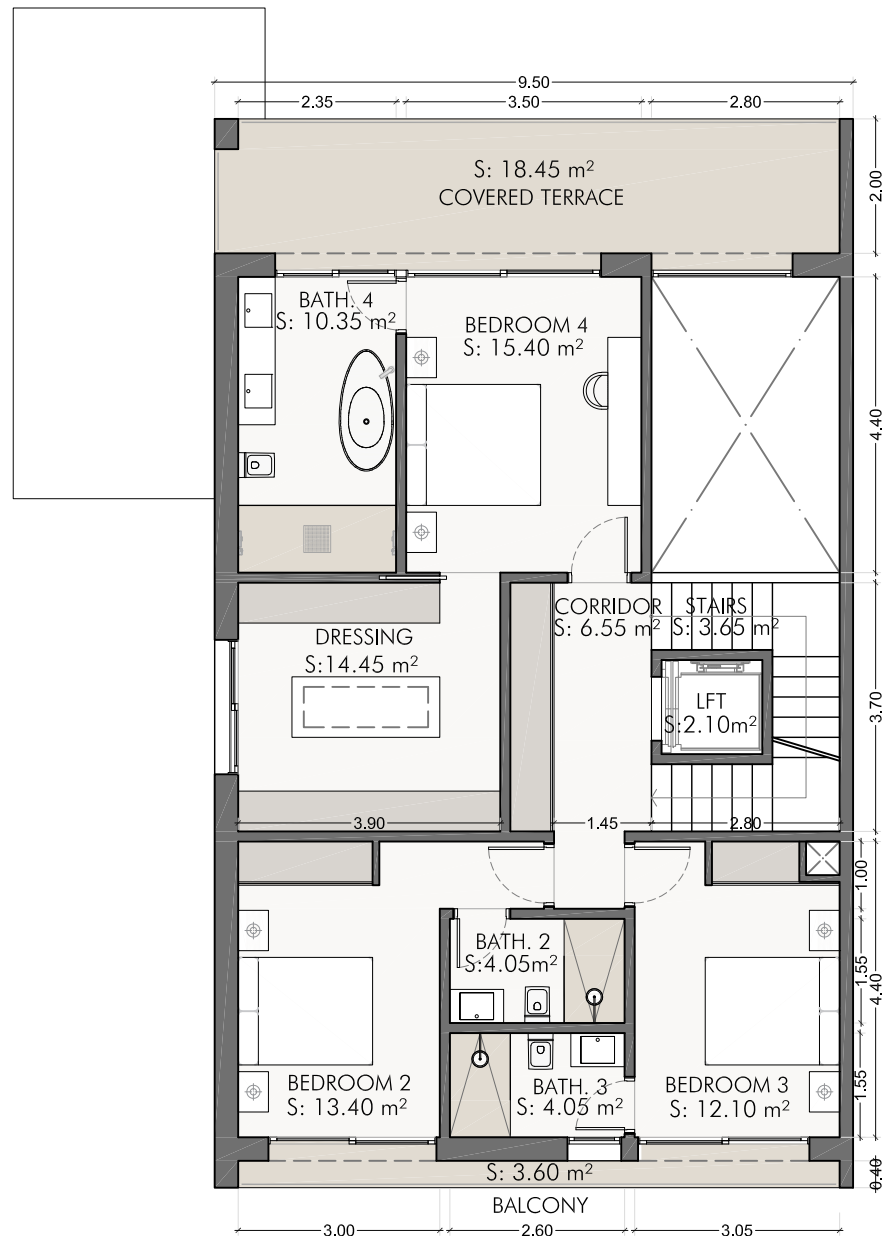 9.50
2.35
3.50
2.80
S: 18.45 m²
COVERED TERRACE
2.00
BATH. 4
S: 10.35 m²
BEDROOM 4
S: 15.40 m²
4.40
CORRIDOR
S: 6.55 m²
STAIRS
S: 3.65 m²
DRESSING
S:14.45 m²
LFT
S:2.10m²
3.70
3.90
1.45
2.80
1.00
BATH. 2
S:4.05m²
1.55
4.40
BEDROOM 2
S: 13.40 m²
BATH. 3
S: 4.05 m²
BEDROOM 3
S: 12.10 m²
1.55
S: 3.60 m²
0.40
BALCONY
3.00
2.60
3.05